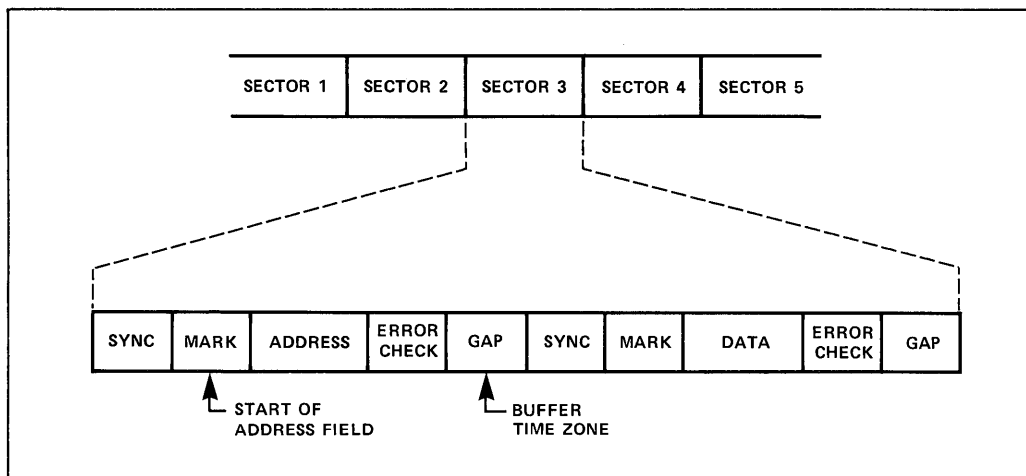 SECTOR 1 SECTOR 2 SECTOR 3 SECTOR 4 SECTOR 5
SYNC MARK ADDRESS ERROR CHECK GAP SYNC MARK DATA ERROR CHECK GAP
START OF
ADDRESS FIELD
BUFFER
TIME ZONE